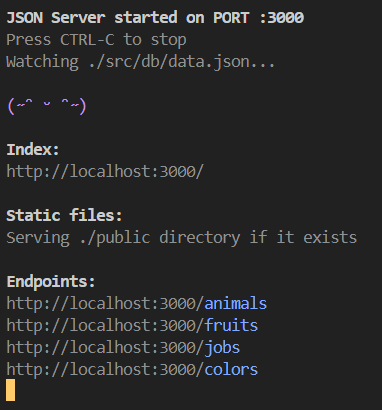 JSON Server started on PORT :3000
Press CTRL-C to stop
Watching ./src/db/data.json...
(˶ᵔ ᵕ ᵔ˶)
Index:
http://localhost:3000/
Static files:
Serving ./public directory if it exists
Endpoints:
http://localhost:3000/animals
http://localhost:3000/fruits
http://localhost:3000/jobs
http://localhost:3000/colors